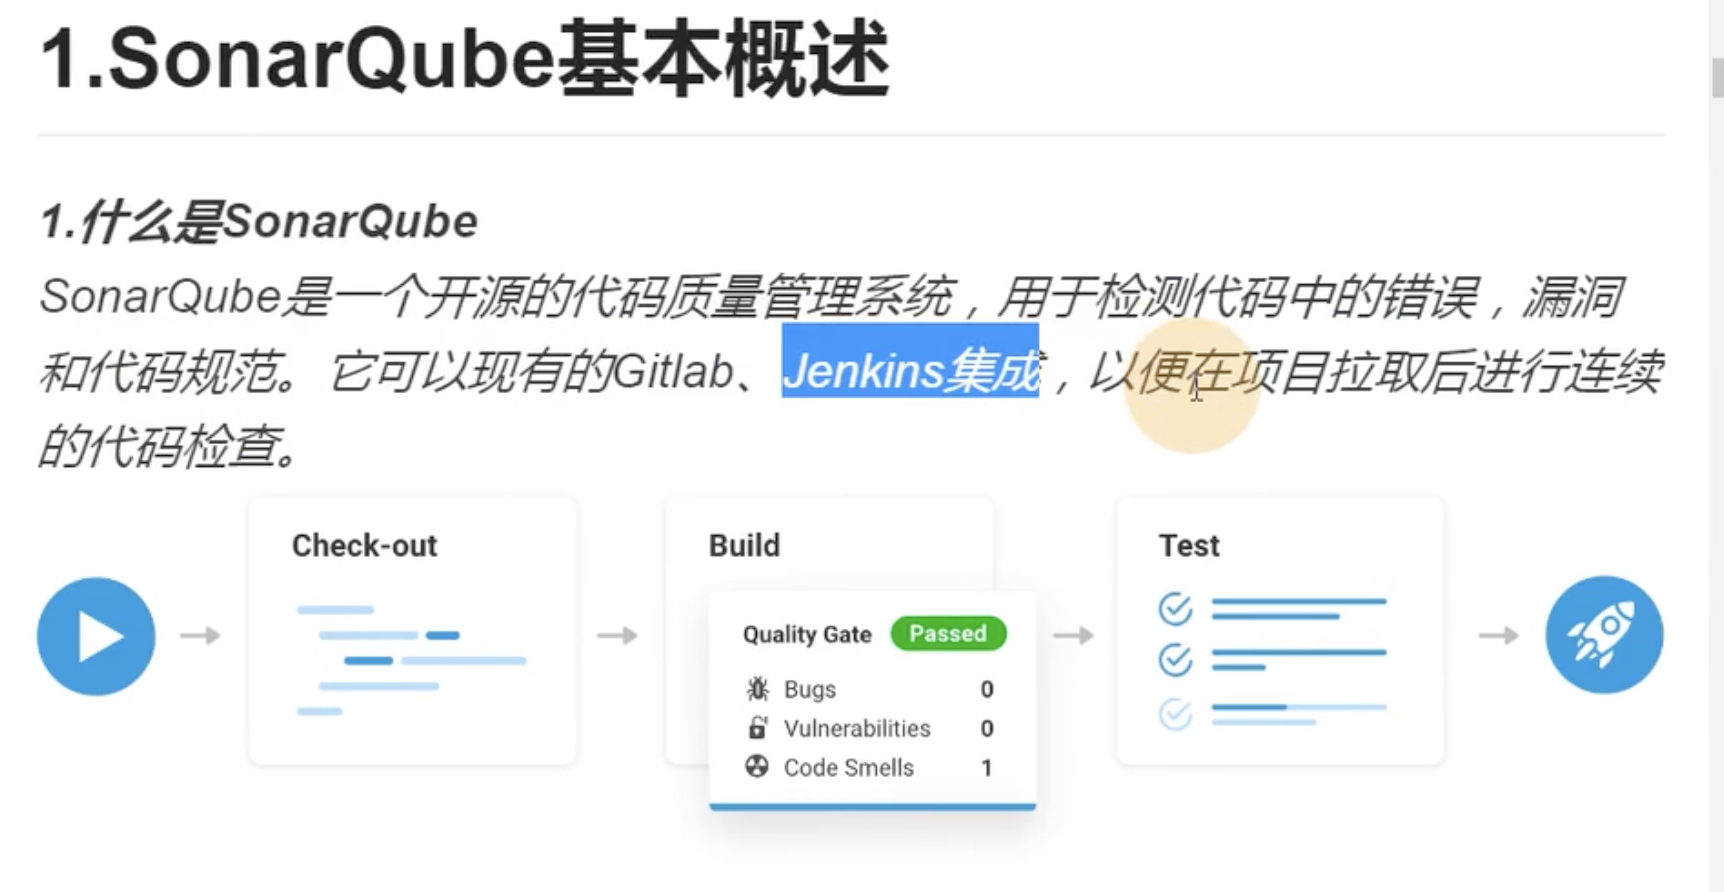 1.SonarQube基本概述
1.什么是SonarQube
SonarQube是一个开源的代码质量管理系统，用于检测代码中的错误，漏洞
和代码规范。它可以现有的Gitlab、Jenkins集成，以便在项目拉取后进行连续
的代码检查。
Check-out
Build
Quality Gate Passed
Bugs 0
Vulnerabilities 0
Code Smells 1
Test